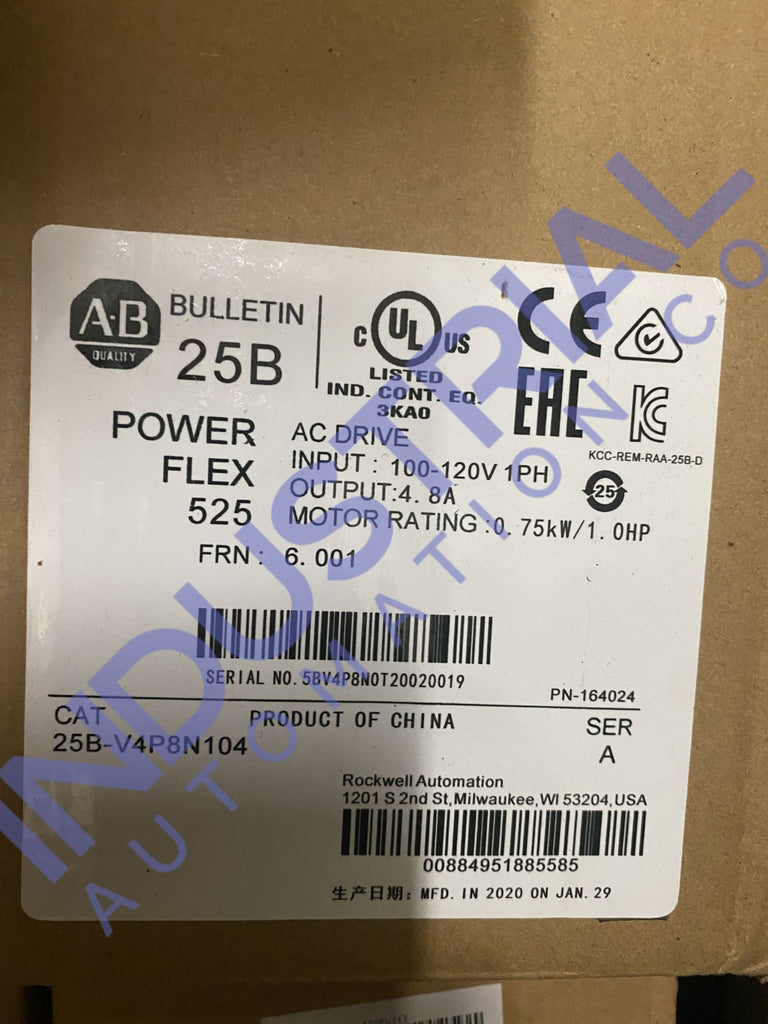 A·B
QUALITY
BULLETIN
25B
C UL US
LISTED
IND. CONT. EQ.
3KA0
CE
EAC
KC
KCC-REM-RAA-25B-D
25
POWER
FLEX
525
AC DRIVE
INPUT : 100-120V 1PH
OUTPUT:4.8A
MOTOR RATING :0.75kW/1.0HP
FRN : 6.001
SERIAL NO. 5BV4P8N0T20020019
PN-164024
CAT
25B-V4P8N104
PRODUCT OF CHINA
SER
A
Rockwell Automation
1201 S 2nd St,Milwaukee,WI 53204,USA
00884951885585
生产日期: MFD. IN 2020 ON JAN. 29
INDUSTRIAL
AUTOMATION CO